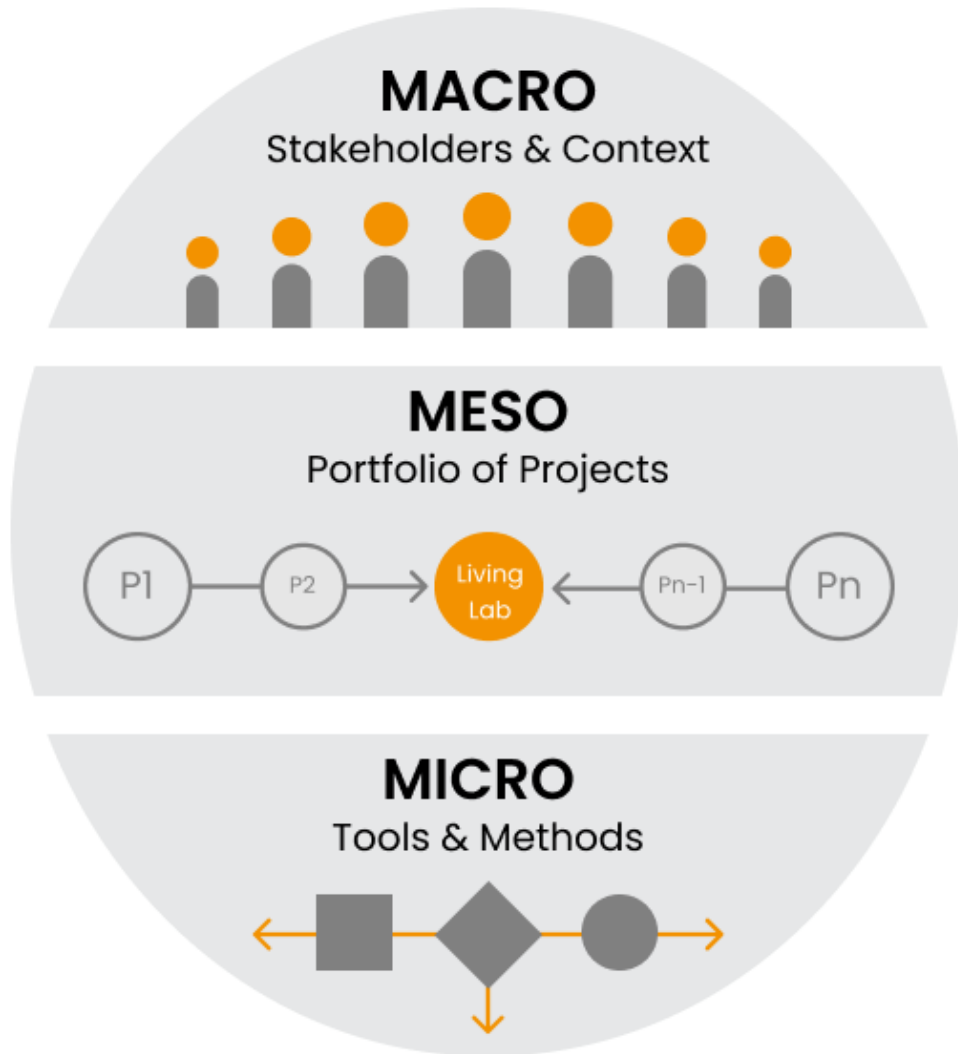 MACRO
Stakeholders & Context
MESO
Portfolio of Projects
P1
P2
Living
Lab
Pn-1
Pn
MICRO
Tools & Methods